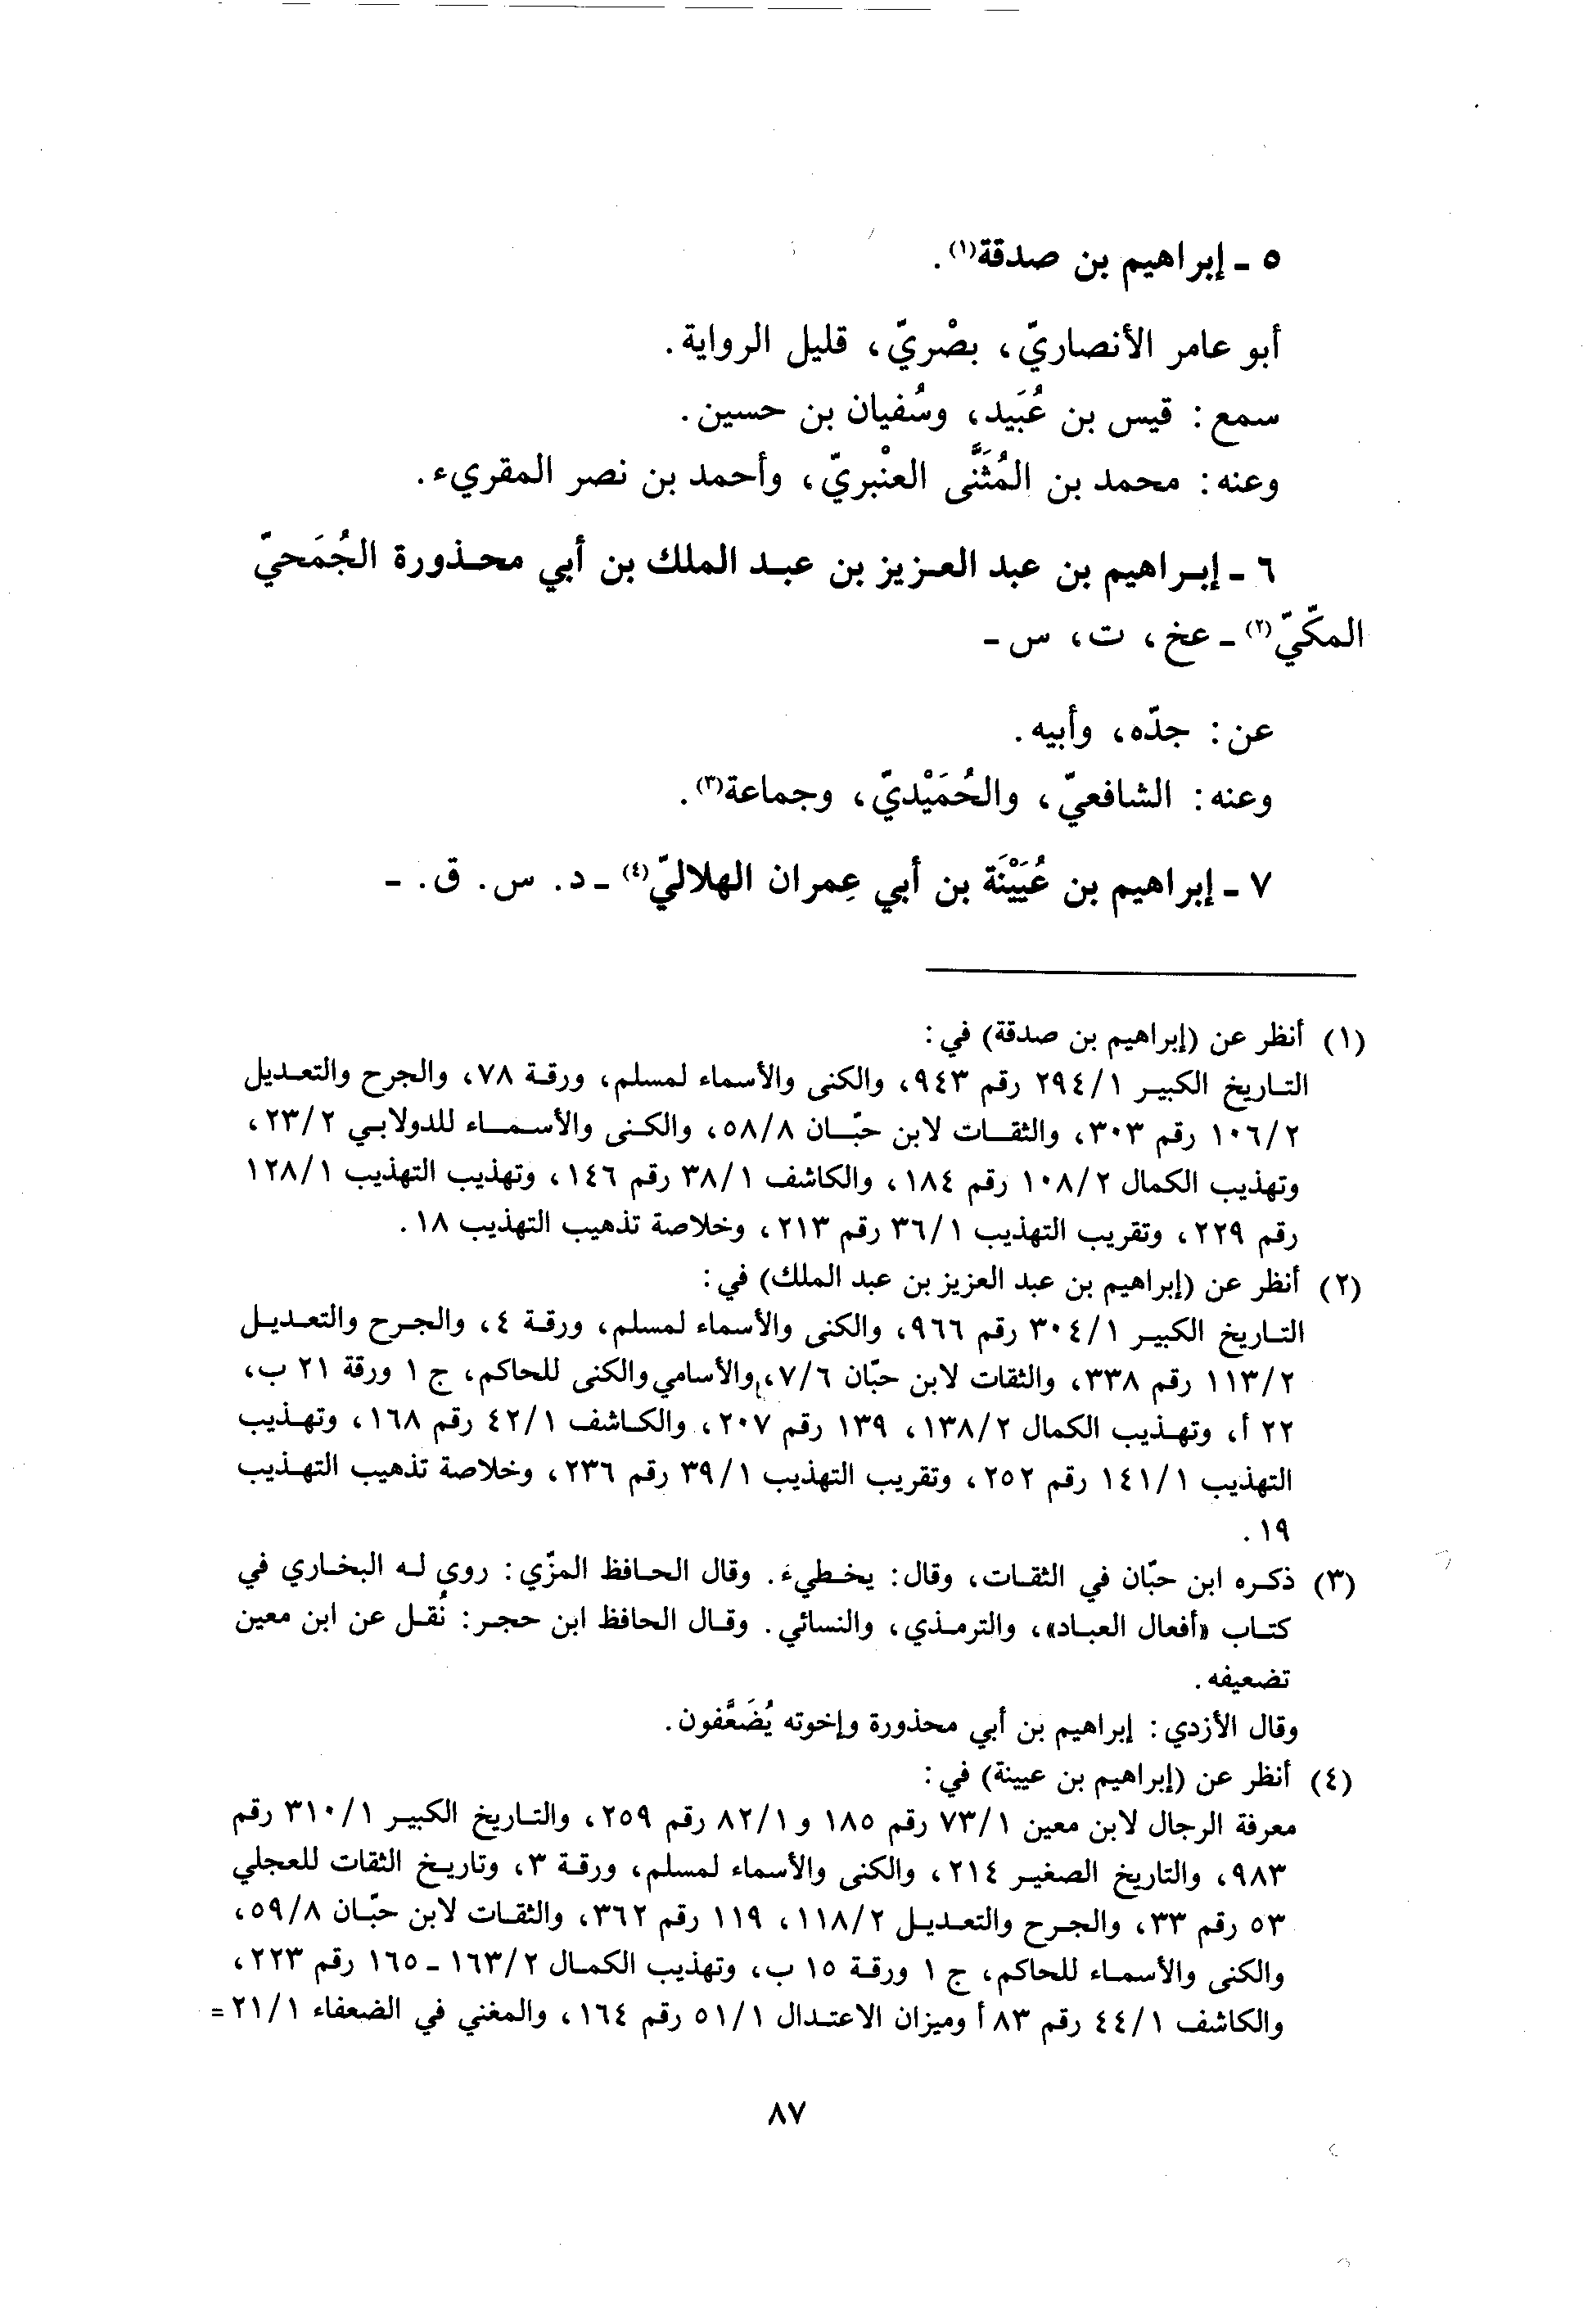 ٥ ـ إبراهيم بن صدقة(١).
أبو عامر الأنصاريّ، بصْريّ، قليل الرواية.
سمع: قيس بن عُبَيد، وسُفيان بن حسين.
وعنه: محمد بن المُثَنَّى العنْبريّ، وأحمد بن نصر المقريء.
٦ ـ إبراهيم بن عبد العزيز بن عبد الملك بن أبي محذورة الجُمَحيّ
المكّيّ(٢) ـ عخ، ت، س ـ
عن: جدّه، وأبيه.
وعنه: الشافعيّ، والحُمَيْديّ، وجماعة(٣).
٧ ـ إبراهيم بن عُيَيْنَة بن أبي عِمران الهلاليّ(٤) ـ د. س. ق. ـ
(١) أنظر عن (إبراهيم بن صدقة) في:
التاريخ الكبير ٢٩٤/١ رقم ٩٤٣، والكنى والأسماء لمسلم، ورقة ٧٨، والجرح والتعديل
١٠٦/٢ رقم ٣٠٣، والثقات لابن حبّان ٥٨/٨، والكنى والأسماء للدولابي ٢٣/٢،
وتهذيب الكمال ١٠٨/٢ رقم ١٨٤، والكاشف ٣٨/١ رقم ١٤٦، وتهذيب التهذيب ١٢٨/١
رقم ٢٢٩، وتقريب التهذيب ٣٦/١ رقم ٢١٣، وخلاصة تذهيب التهذيب ١٨.
(٢) أنظر عن (إبراهيم بن عبد العزيز بن عبد الملك) في:
التاريخ الكبير ٣٠٤/١ رقم ٩٦٦، والكنى والأسماء لمسلم، ورقة ٤، والجرح والتعديل
١١٣/٢ رقم ٣٣٨، والثقات لابن حبّان ٧/٦، والأسامي والكنى للحاكم، ج ١ ورقة ٢١ ب،
٢٢ أ، وتهذيب الكمال ١٣٨/٢، ١٣٩ رقم ٢٠٧، والكاشف ٤٢/١ رقم ١٦٨، وتهذيب
التهذيب ١٤١/١ رقم ٢٥٢، وتقريب التهذيب ٣٩/١ رقم ٢٣٦، وخلاصة تذهيب التهذيب
١٩.
(٣) ذكره ابن حبّان في الثقات، وقال: يخطيء. وقال الحافظ المزّي: روى له البخاري في
كتاب «أفعال العباد»، والترمذي، والنسائي. وقال الحافظ ابن حجر: نُقل عن ابن معين
تضعيفه.
وقال الأزدي: إبراهيم بن أبي محذورة وإخوته يُضَعَّفون.
(٤) أنظر عن (إبراهيم بن عيينة) في:
معرفة الرجال لابن معين ٧٣/١ رقم ١٨٥ و ٨٢/١ رقم ٢٥٩، والتاريخ الكبير ٣١٠/١ رقم
٩٨٣، والتاريخ الصغير ٢١٤، والكنى والأسماء لمسلم، ورقة ٣، وتاريخ الثقات للعجلي
٥٣ رقم ٣٣، والجرح والتعديل ١١٨/٢، ١١٩ رقم ٣٦٢، والثقات لابن حبّان ٥٩/٨،
والكنى والأسماء للحاكم، ج ١ ورقة ١٥ ب، وتهذيب الكمال ١٦٣/٢ ـ ١٦٥ رقم ٢٢٣،
والكاشف ٤٤/١ رقم ٨٣ أ وميزان الاعتدال ٥١/١ رقم ١٦٤، والمغني في الضعفاء ٢١/١ =
٨٧